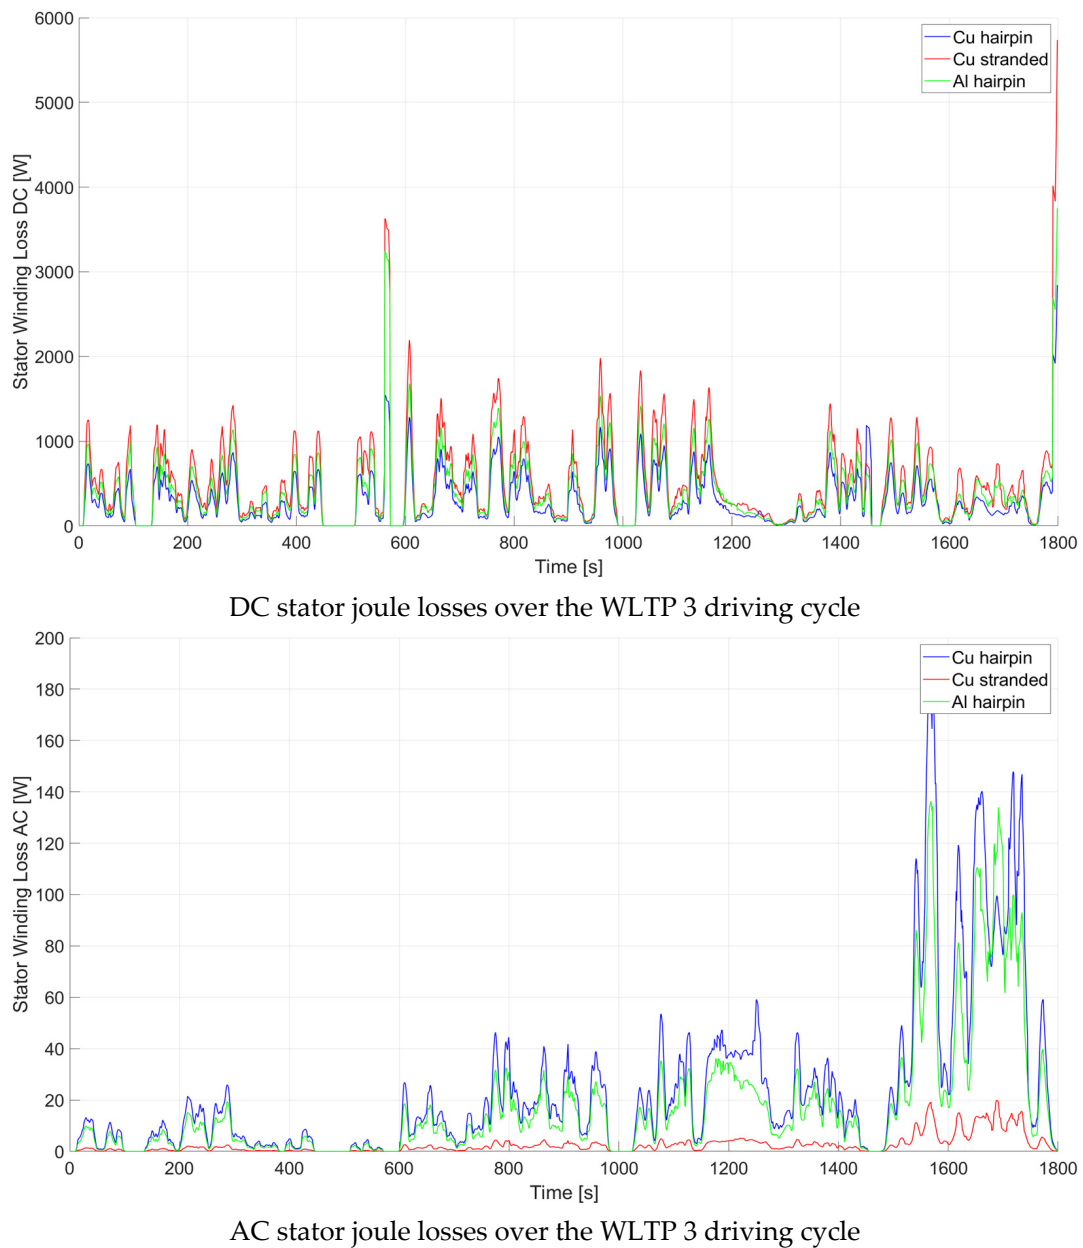 6000
5000
4000
3000
2000
1000
0
Stator Winding Loss DC [W]
Cu hairpin
Cu stranded
Al hairpin
0 200 400 600 800 1000 1200 1400 1600 1800
Time [s]
DC stator joule losses over the WLTP 3 driving cycle
200
180
160
140
120
100
80
60
40
20
0
Stator Winding Loss AC [W]
Cu hairpin
Cu stranded
Al hairpin
0 200 400 600 800 1000 1200 1400 1600 1800
Time [s]
AC stator joule losses over the WLTP 3 driving cycle